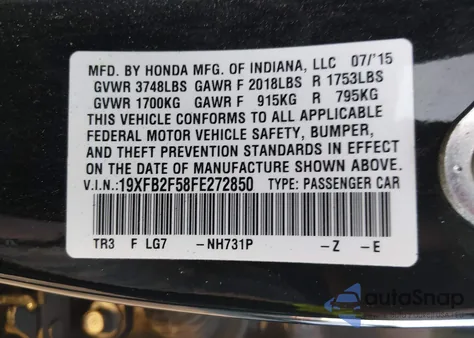 MFD. BY HONDA MFG. OF INDIANA, LLC 07/'15
GVWR 3748LBS GAWR F 2018LBS R 1753LBS
GVWR 1700KG GAWR F 915KG R 795KG
THIS VEHICLE CONFORMS TO ALL APPLICABLE
FEDERAL MOTOR VEHICLE SAFETY, BUMPER,
AND THEFT PREVENTION STANDARDS IN EFFECT
ON THE DATE OF MANUFACTURE SHOWN ABOVE.
V.I.N.:19XFB2F58FE272850 TYPE: PASSENGER CAR
TR3 F LG7 -NH731P -Z -E
autoSnap